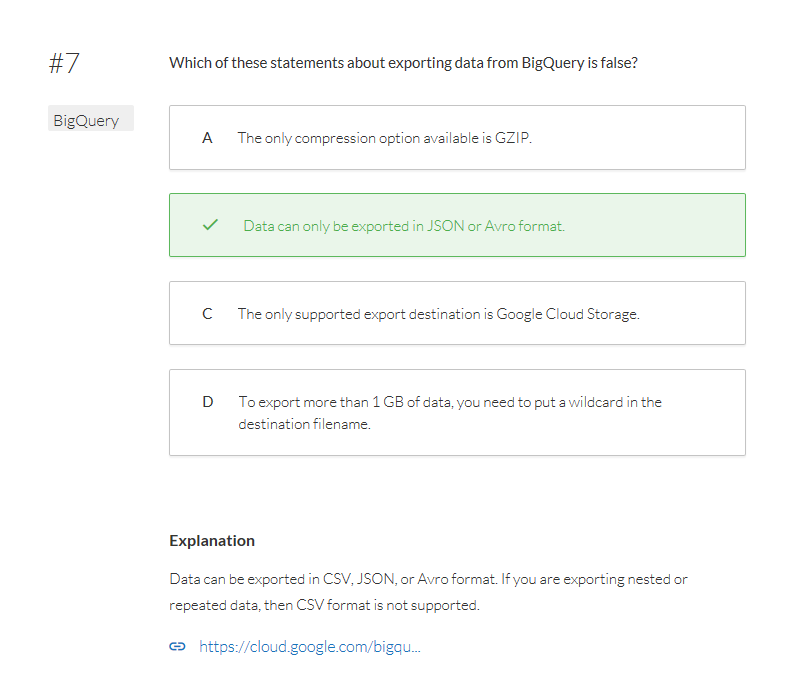 #7
Which of these statements about exporting data from BigQuery is false?
BigQuery
A The only compression option available is GZIP.
Data can only be exported in JSON or Avro format.
C The only supported export destination is Google Cloud Storage.
D To export more than 1 GB of data, you need to put a wildcard in the
destination filename.
Explanation
Data can be exported in CSV, JSON, or Avro format. If you are exporting nested or
repeated data, then CSV format is not supported.
https://cloud.google.com/bigqu...